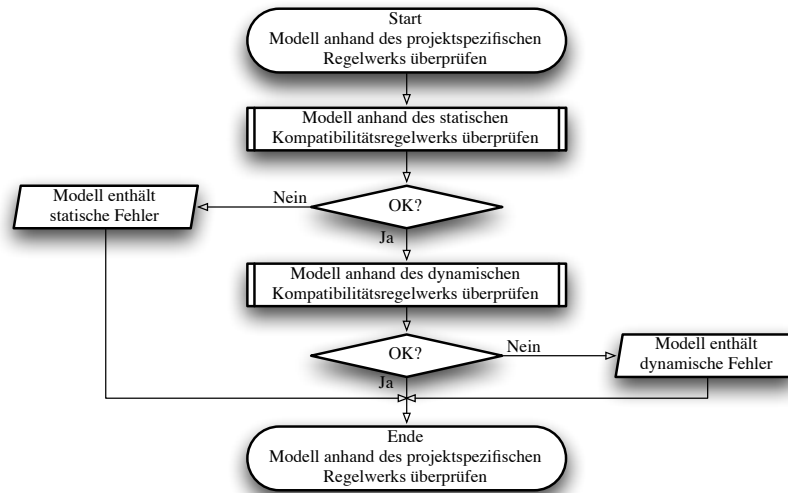 Start
Modell anhand des projektspezifischen
Regelwerks überprüfen
Modell anhand des statischen
Kompatibilitätsregelwerks überprüfen
Modell enthält
statische Fehler
Nein
OK?
Ja
Modell anhand des dynamischen
Kompatibilitätsregelwerks überprüfen
OK?
Nein
Modell enthält
dynamische Fehler
Ja
Ende
Modell anhand des projektspezifischen
Regelwerks überprüfen